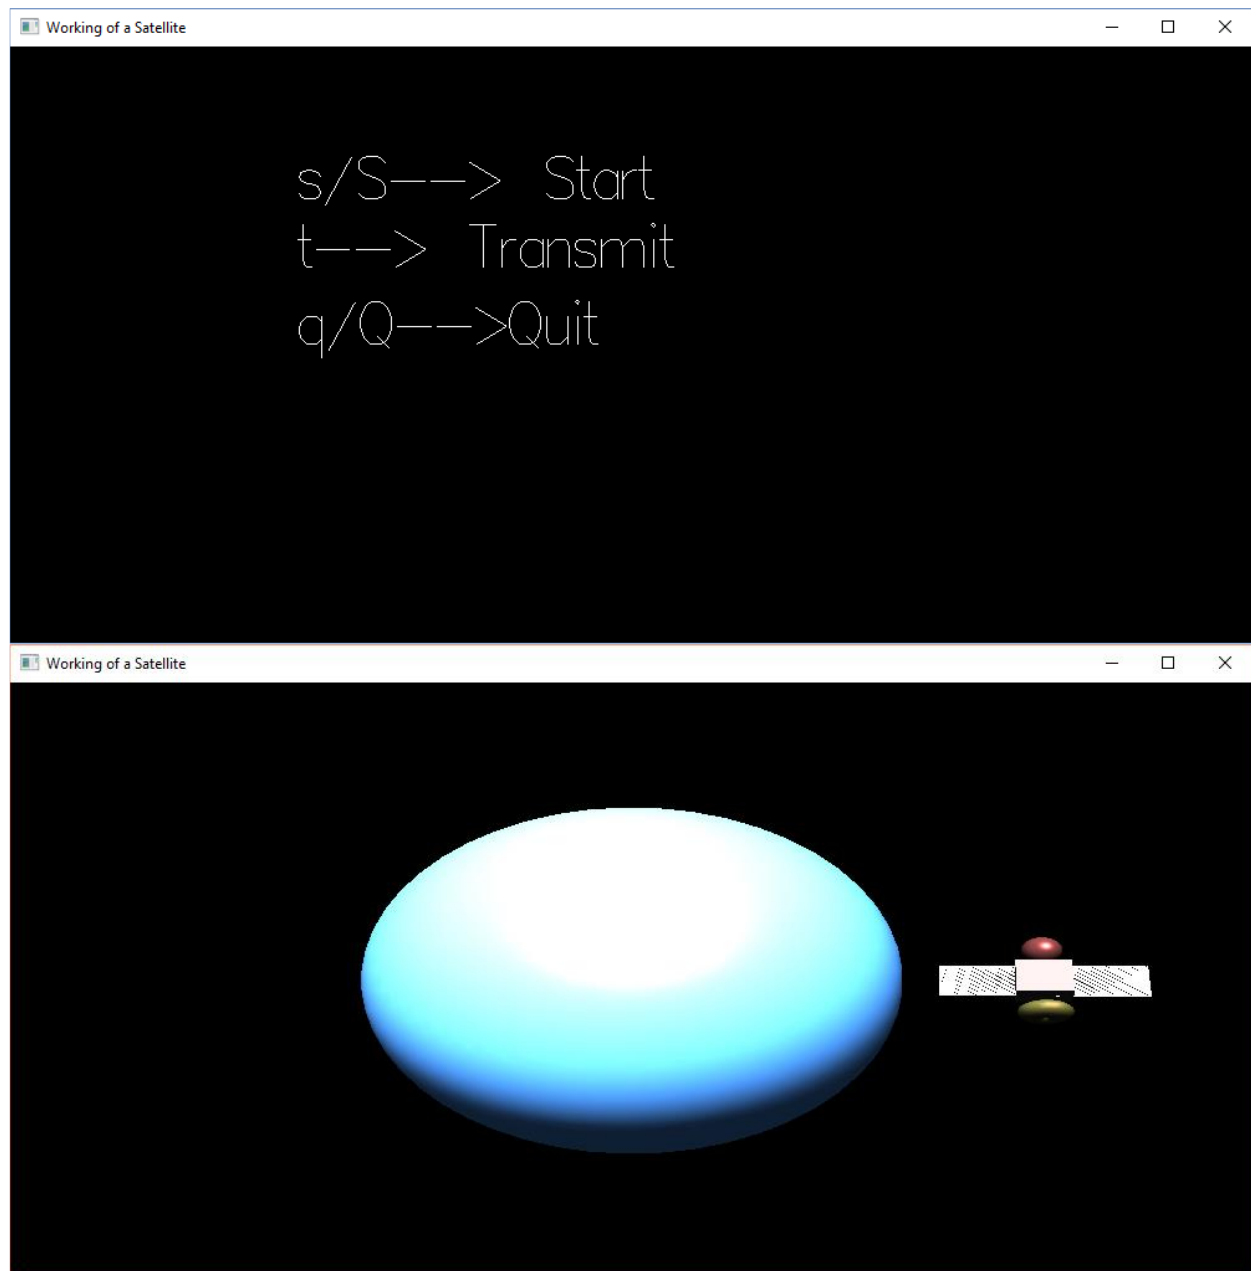 Working of a Satellite
s/S--> Start
t--> Transmit
q/Q-->Quit
Working of a Satellite